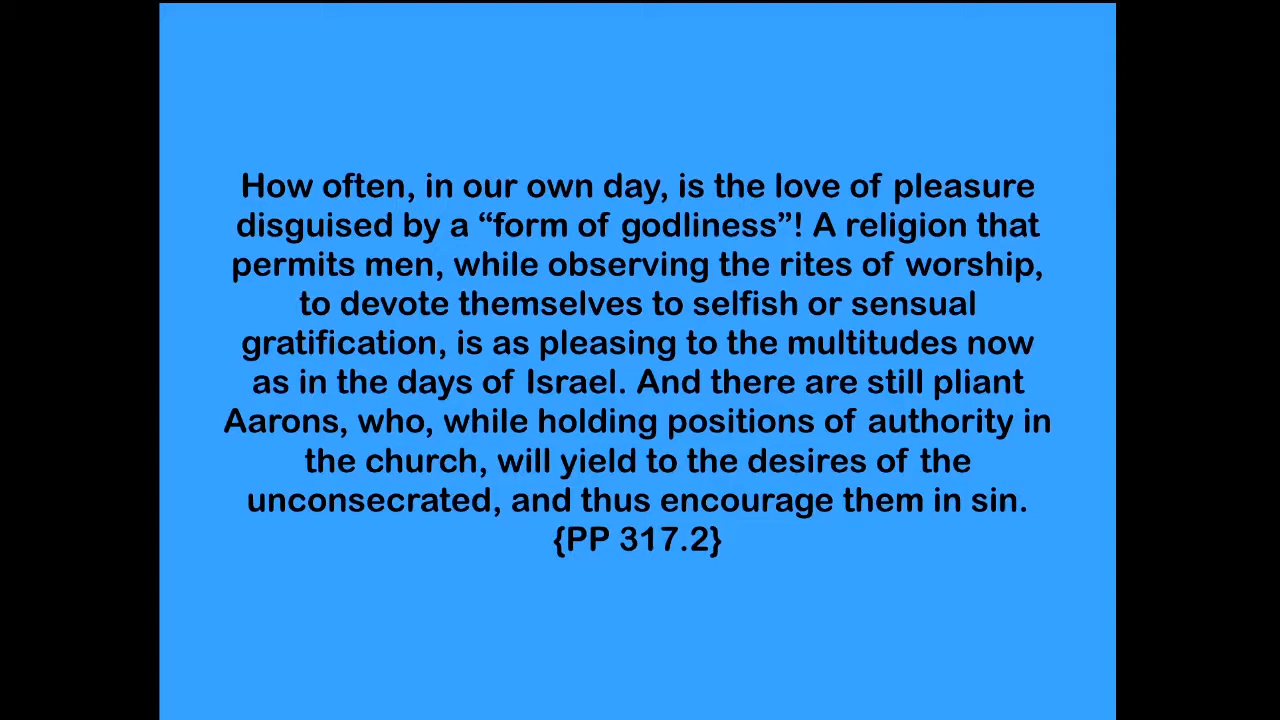 How often, in our own day, is the love of pleasure
disguised by a “form of godliness”! A religion that
permits men, while observing the rites of worship,
to devote themselves to selfish or sensual
gratification, is as pleasing to the multitudes now
as in the days of Israel. And there are still pliant
Aarons, who, while holding positions of authority in
the church, will yield to the desires of the
unconsecrated, and thus encourage them in sin.
{PP 317.2}